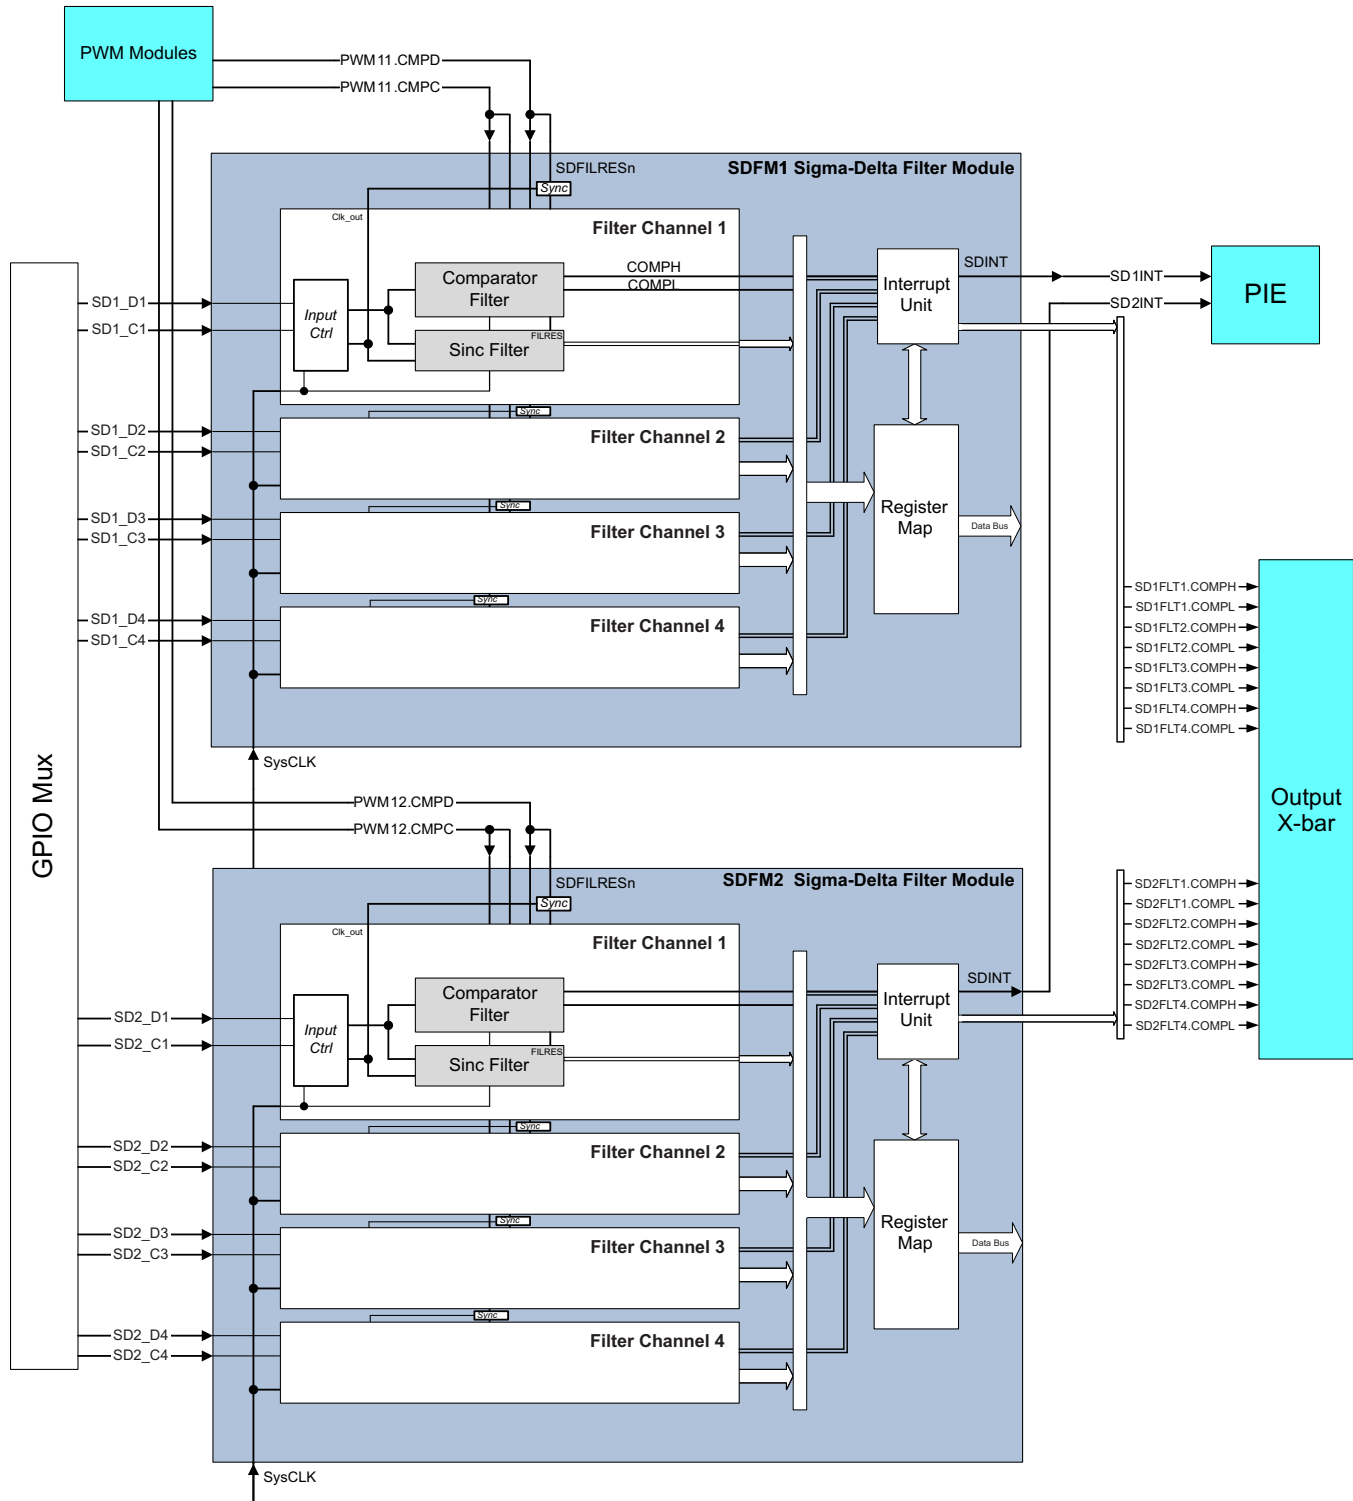 PWM Modules
PWM11.CMPD
PWM11.CMPC
SDFILRESn
SDFM1 Sigma-Delta Filter Module
Sync
Clk_out
Filter Channel 1
Comparator
Filter
COMPH
COMPL
Input
Ctrl
FILRES
Sinc Filter
Interrupt
Unit
SDINT
SD1INT
SD2INT
PIE
SD1_D1
SD1_C1
Sync
Filter Channel 2
SD1_D2
SD1_C2
Sync
Filter Channel 3
SD1_D3
SD1_C3
Register
Map
Data Bus
Sync
Filter Channel 4
SD1_D4
SD1_C4
SD1FLT1.COMPH
SD1FLT1.COMPL
SD1FLT2.COMPH
SD1FLT2.COMPL
SD1FLT3.COMPH
SD1FLT3.COMPL
SD1FLT4.COMPH
SD1FLT4.COMPL
SysCLK
GPIO Mux
Output
X-bar
PWM12.CMPD
PWM12.CMPC
SDFILRESn
SDFM2 Sigma-Delta Filter Module
Sync
Clk_out
Filter Channel 1
Comparator
Filter
Input
Ctrl
FILRES
Sinc Filter
Interrupt
Unit
SDINT
SD2FLT1.COMPH
SD2FLT1.COMPL
SD2FLT2.COMPH
SD2FLT2.COMPL
SD2FLT3.COMPH
SD2FLT3.COMPL
SD2FLT4.COMPH
SD2FLT4.COMPL
SD2_D1
SD2_C1
Sync
Filter Channel 2
SD2_D2
SD2_C2
Sync
Filter Channel 3
SD2_D3
SD2_C3
Register
Map
Data Bus
Sync
Filter Channel 4
SD2_D4
SD2_C4
SysCLK